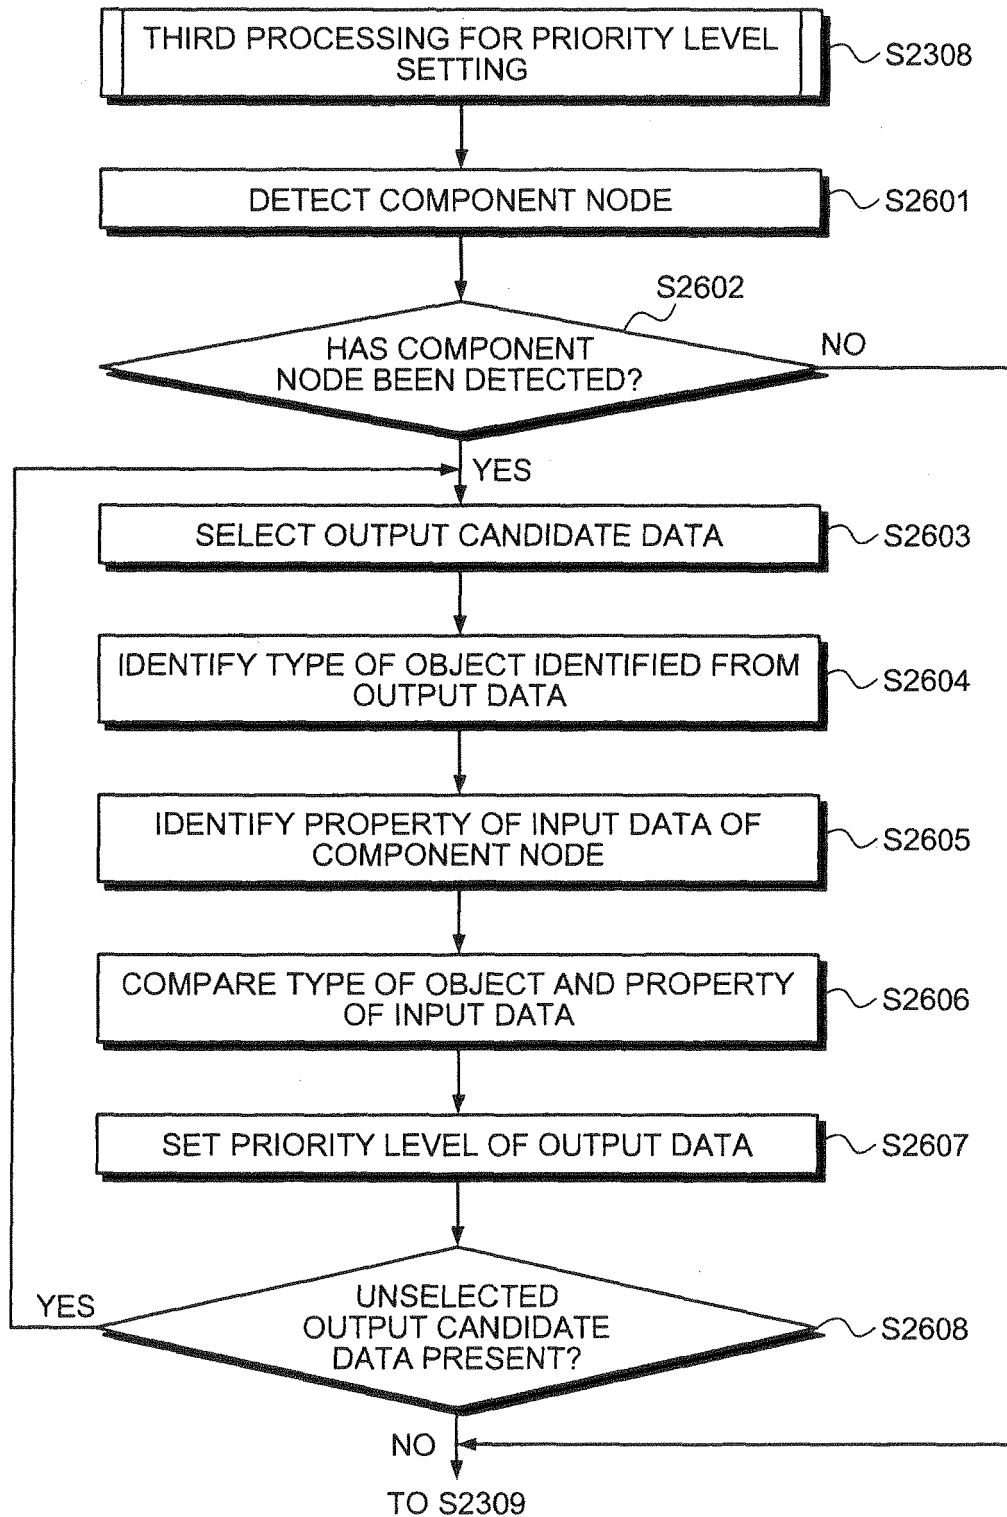 THIRD PROCESSING FOR PRIORITY LEVEL
SETTING
S2308
DETECT COMPONENT NODE
S2601
S2602
HAS COMPONENT
NODE BEEN DETECTED?
NO
YES
SELECT OUTPUT CANDIDATE DATA
S2603
IDENTIFY TYPE OF OBJECT IDENTIFIED FROM
OUTPUT DATA
S2604
IDENTIFY PROPERTY OF INPUT DATA OF
COMPONENT NODE
S2605
COMPARE TYPE OF OBJECT AND PROPERTY
OF INPUT DATA
S2606
SET PRIORITY LEVEL OF OUTPUT DATA
S2607
YES
UNSELECTED
OUTPUT CANDIDATE
DATA PRESENT?
S2608
NO
TO S2309